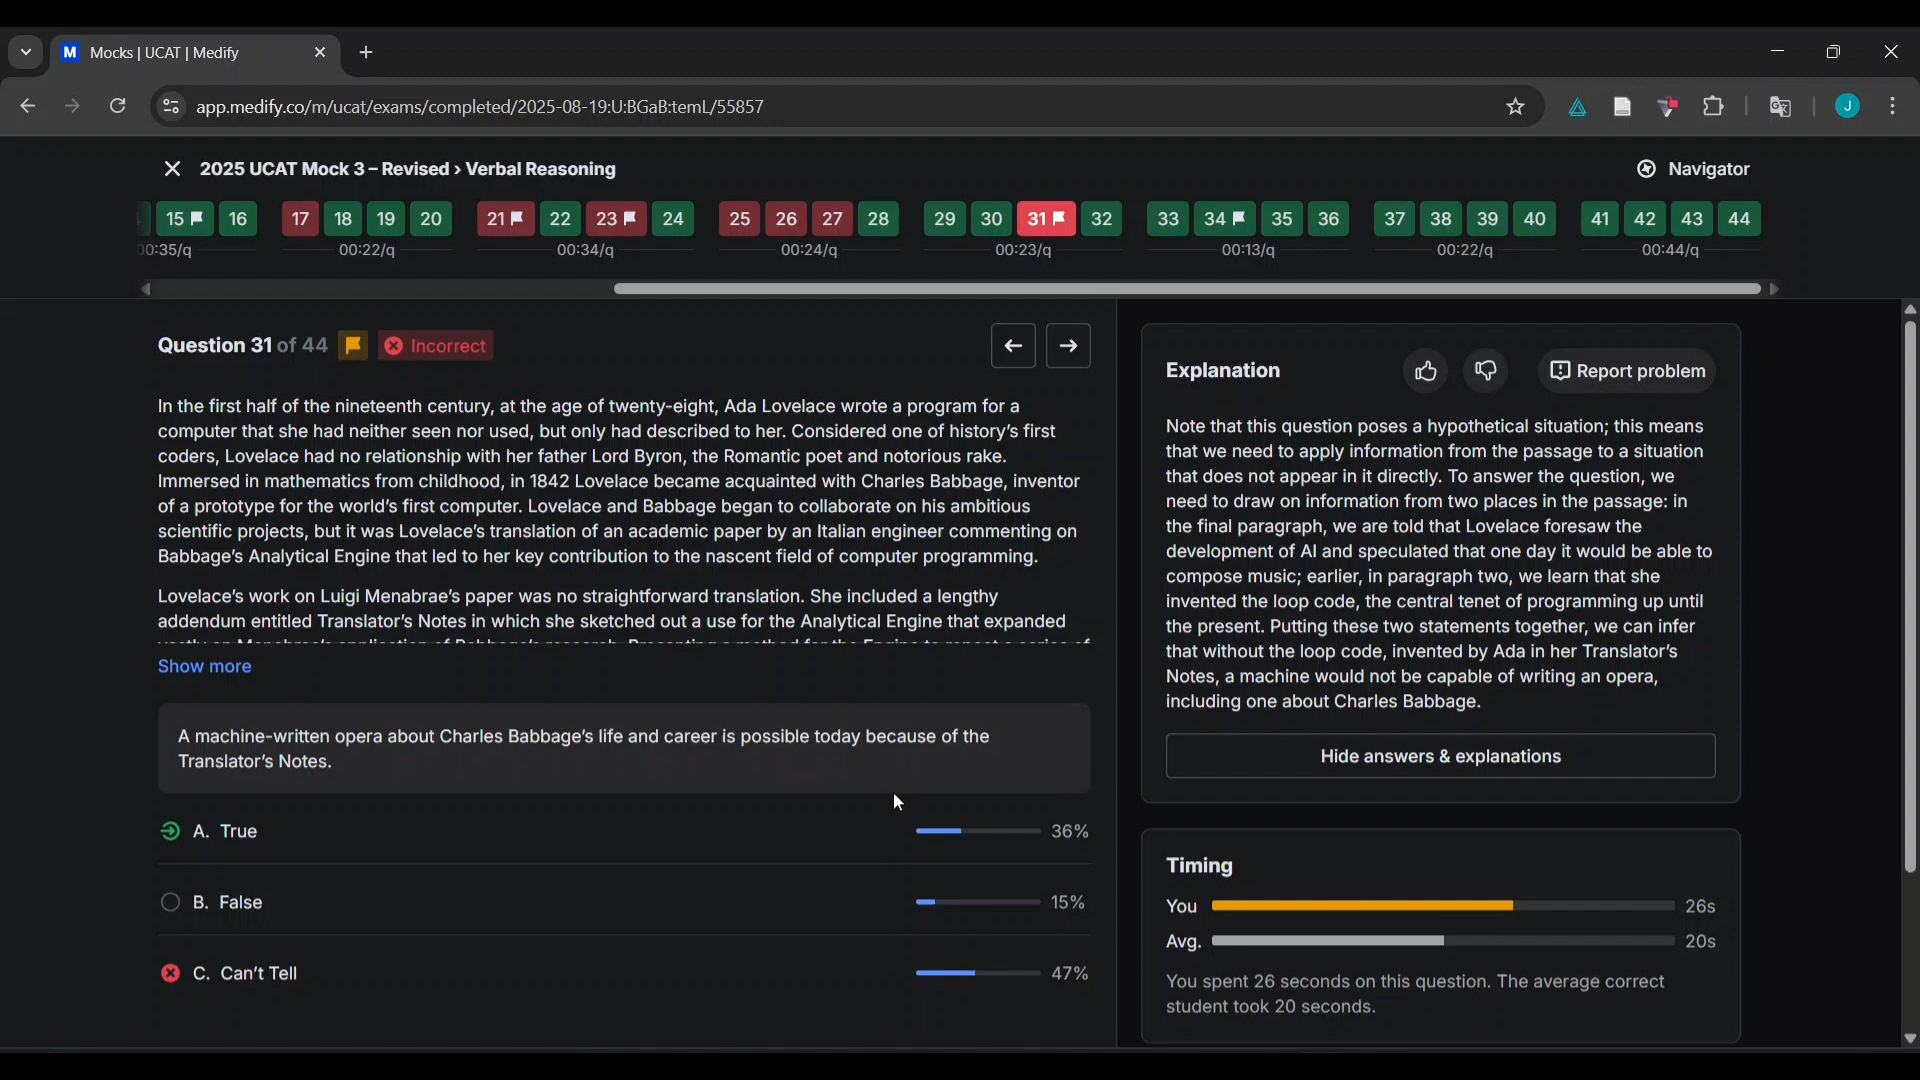 Mocks | UCAT | Medify
app.medify.co/m/ucat/exams/completed/2025-08-19:U:BGaB:temL/55857
J
2025 UCAT Mock 3 – Revised › Verbal Reasoning
Navigator
15 16 17 18 19 20 21 22 23 24 25 26 27 28 29 30 31 32 33 34 35 36 37 38 39 40 41 42 43 44
00:35/q 00:22/q 00:34/q 00:24/q 00:23/q 00:13/q 00:22/q 00:44/q
Question 31 of 44 Incorrect
In the first half of the nineteenth century, at the age of twenty-eight, Ada Lovelace wrote a program for a
computer that she had neither seen nor used, but only had described to her. Considered one of history's first
coders, Lovelace had no relationship with her father Lord Byron, the Romantic poet and notorious rake.
Immersed in mathematics from childhood, in 1842 Lovelace became acquainted with Charles Babbage, inventor
of a prototype for the world's first computer. Lovelace and Babbage began to collaborate on his ambitious
scientific projects, but it was Lovelace's translation of an academic paper by an Italian engineer commenting on
Babbage's Analytical Engine that led to her key contribution to the nascent field of computer programming.
Lovelace's work on Luigi Menabrae's paper was no straightforward translation. She included a lengthy
addendum entitled Translator's Notes in which she sketched out a use for the Analytical Engine that expanded
Show more
A machine-written opera about Charles Babbage's life and career is possible today because of the
Translator's Notes.
A. True 36%
B. False 15%
C. Can't Tell 47%
Explanation
Report problem
Note that this question poses a hypothetical situation; this means
that we need to apply information from the passage to a situation
that does not appear in it directly. To answer the question, we
need to draw on information from two places in the passage: in
the final paragraph, we are told that Lovelace foresaw the
development of AI and speculated that one day it would be able to
compose music; earlier, in paragraph two, we learn that she
invented the loop code, the central tenet of programming up until
the present. Putting these two statements together, we can infer
that without the loop code, invented by Ada in her Translator's
Notes, a machine would not be capable of writing an opera,
including one about Charles Babbage.
Hide answers & explanations
Timing
You 26s
Avg. 20s
You spent 26 seconds on this question. The average correct
student took 20 seconds.